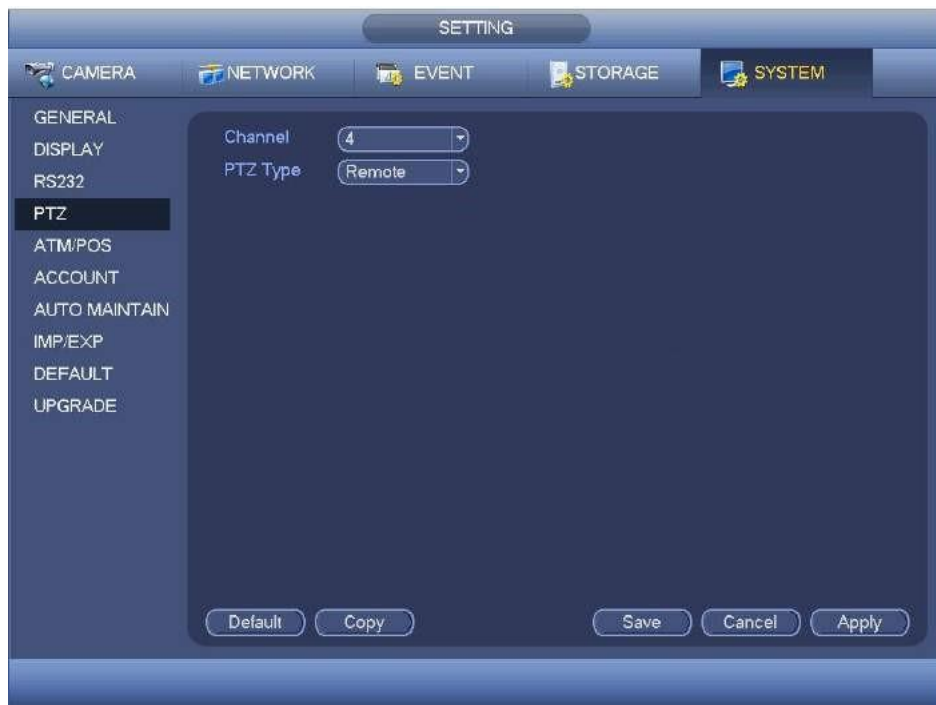 SETTING
CAMERA NETWORK EVENT STORAGE SYSTEM
GENERAL
DISPLAY
RS232
PTZ
ATM/POS
ACCOUNT
AUTO MAINTAIN
IMP/EXP
DEFAULT
UPGRADE
Channel 4
PTZ Type Remote
Default Copy Save Cancel Apply